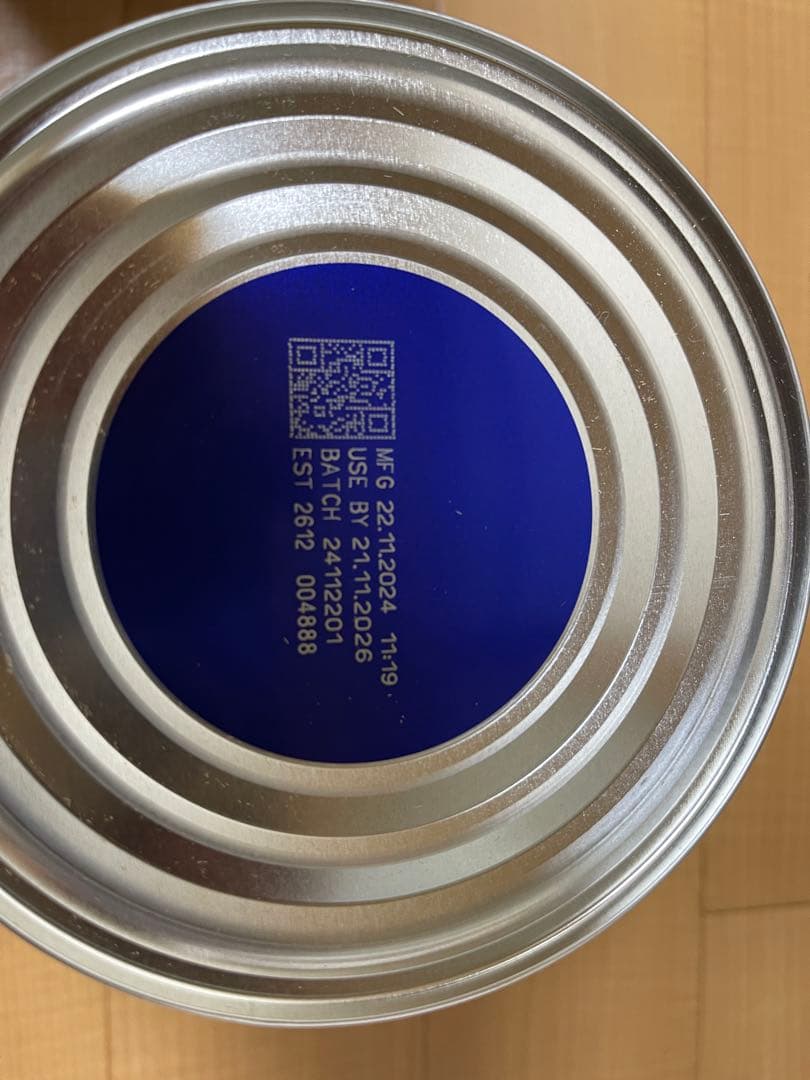 MFG 22.11.2024 11:19
USE BY 21.11.2026
BATCH 24112201
EST 2612 004888